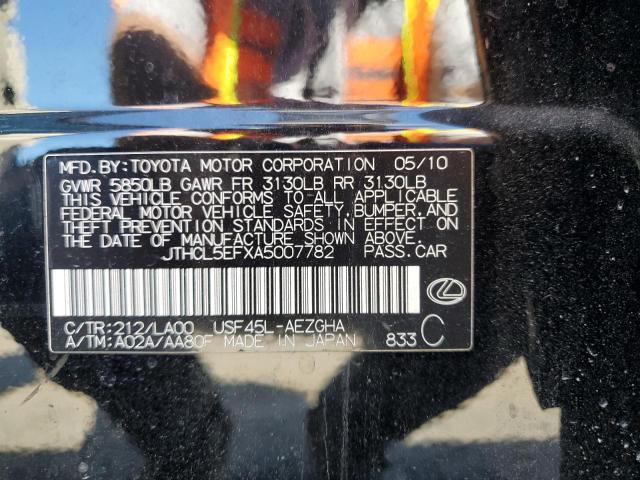 MFD.BY:TOYOTA MOTOR CORPORATION 05/10
GVWR 5850LB GAWR FR 3130LB RR 3130LB
THIS VEHICLE CONFORMS TO ALL APPLICABLE
FEDERAL MOTOR VEHICLE SAFETY,BUMPER,AND
THEFT PREVENTION STANDARDS IN EFFECT ON
THE DATE OF MANUFACTURE SHOWN ABOVE.
JTHCL5EFXA5007782 PASS.CAR
C/TR:212/LA00 USF45L-AEZGHA
A/TM:A02A/AA80F MADE IN JAPAN 833 C